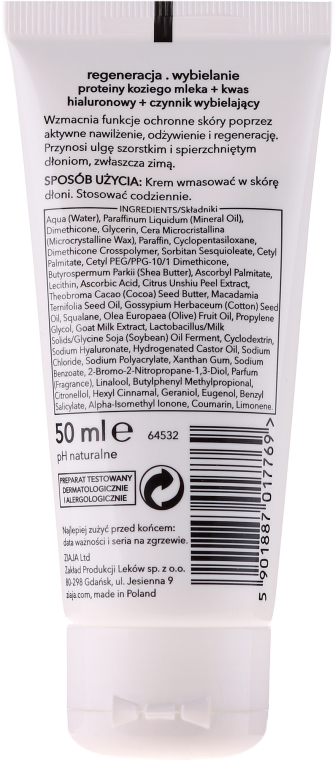 regeneracja . wybielanie
proteiny koziego mleka + kwas
hialuronowy + czynnik wybielający
Wzmacnia funkcje ochronne skóry poprzez
aktywne nawilżenie, odżywienie i regenerację.
Przynosi ulgę szorstkim i spierzchniętym
dłoniom, zwłaszcza zimą.
SPOSÓB UŻYCIA: Krem wmasować w skórę
dłoni. Stosować codziennie.
INGREDIENTS/Składniki
Aqua (Water), Paraffinum Liquidum (Mineral Oil),
Dimethicone, Glycerin, Cera Microcristallina
(Microcrystalline Wax), Paraffin, Cyclopentasiloxane,
Dimethicone Crosspolymer, Sorbitan Sesquioleate, Cetyl
Palmitate, Cetyl PEG/PPG-10/1 Dimethicone,
Butyrospermum Parkii (Shea Butter), Ascorbyl Palmitate,
Lecithin, Ascorbic Acid, Citrus Unshiu Peel Extract,
Theobroma Cacao (Cocoa) Seed Butter, Macadamia
Ternifolia Seed Oil, Gossypium Herbaceum (Cotton) Seed
Oil, Squalane, Olea Europaea (Olive) Fruit Oil, Propylene
Glycol, Goat Milk Extract, Lactobacillus/Milk
Solids/Glycine Soja (Soybean) Oil Ferment, Cyclodextrin,
Sodium Hyaluronate, Hydrogenated Castor Oil, Sodium
Chloride, Sodium Polyacrylate, Xanthan Gum, Sodium
Benzoate, 2-Bromo-2-Nitropropane-1,3-Diol, Parfum
(Fragrance), Linalool, Butylphenyl Methylpropional,
Citronellol, Hexyl Cinnamal, Geraniol, Eugenol, Benzyl
Salicylate, Alpha-Isomethyl Ionone, Coumarin, Limonene.
50 ml e 64532
pH naturalne
PREPARAT TESTOWANY
DERMATOLOGICZNIE
I ALERGOLOGICZNIE
Najlepiej zużyć przed końcem:
data ważności i seria na zgrzewie.
ZIAJA Ltd
Zakład Produkcji Leków sp. z o.o.
80-298 Gdańsk, ul. Jesienna 9
ziaja.com, made in Poland
5 901887 017769 >